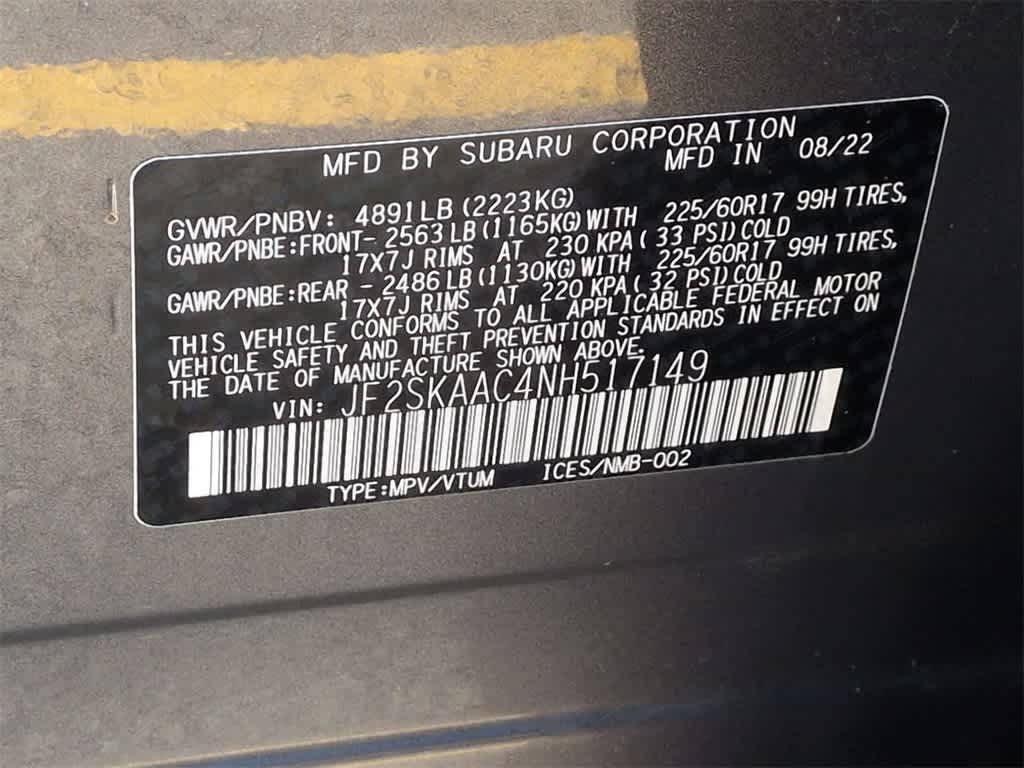 MFD BY SUBARU CORPORATION
MFD IN 08/22
GVWR/PNBV: 4891LB(2223KG)
GAWR/PNBE:FRONT- 2563LB(1165KG)WITH 225/60R17 99H TIRES,
17X7J RIMS AT 230 KPA( 33 PSI)COLD
GAWR/PNBE:REAR - 2486LB(1130KG)WITH 225/60R17 99H TIRES,
17X7J RIMS AT 220 KPA( 32 PSI)COLD
THIS VEHICLE CONFORMS TO ALL APPLICABLE FEDERAL MOTOR
VEHICLE SAFETY AND THEFT PREVENTION STANDARDS IN EFFECT ON
THE DATE OF MANUFACTURE SHOWN ABOVE.
VIN: JF2SKAAC4NH517149
TYPE:MPV/VTUM ICES/NMB-002